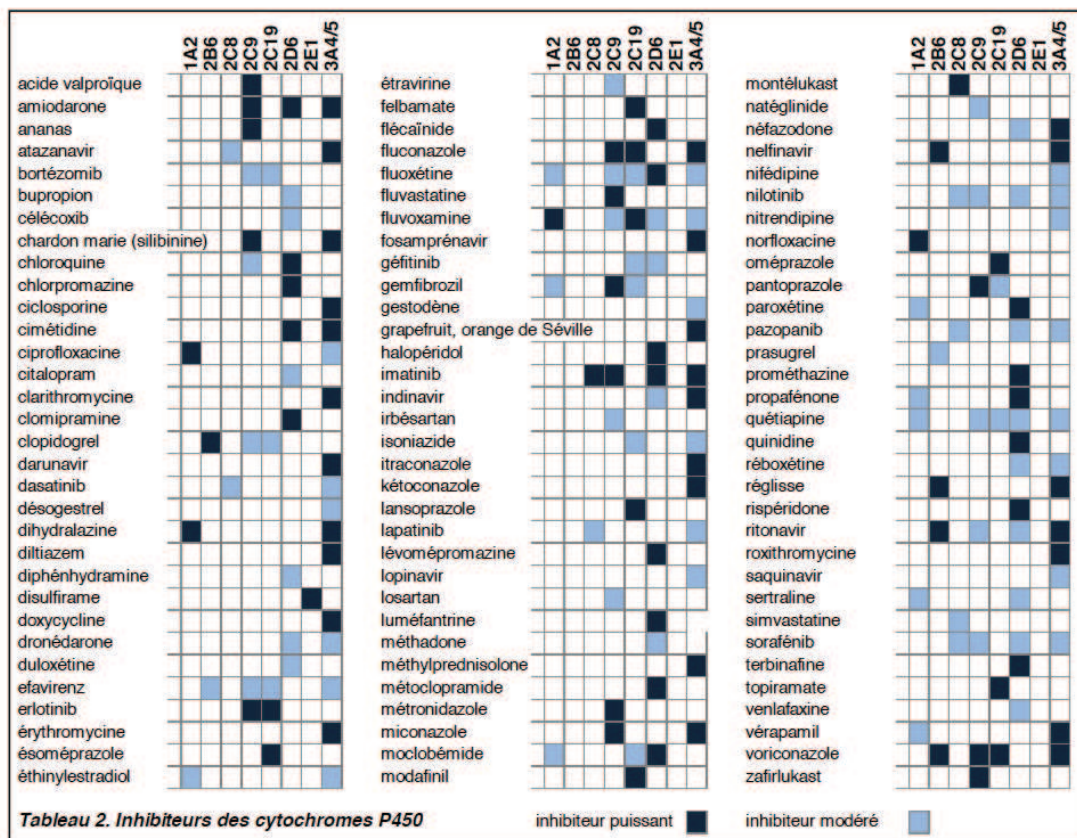 1A2 2B6 2C8 2C9 2C19 2D6 2E1 3A4/5
acide valproïque
amiodarone
ananas
atazanavir
bortézomib
bupropion
célécoxib
chardon marie (silibinine)
chloroquine
chlorpromazine
ciclosporine
cimétidine
ciprofloxacine
citalopram
clarithromycine
clomipramine
clopidogrel
darunavir
dasatinib
désogestrel
dihydralazine
diltiazem
diphénhydramine
disulfirame
doxycycline
dronédarone
duloxétine
efavirenz
erlotinib
érythromycine
ésoméprazole
éthinylestradiol
1A2 2B6 2C8 2C9 2C19 2D6 2E1 3A4/5
étravirine
felbamate
flécaïnide
fluconazole
fluoxétine
fluvastatine
fluvoxamine
fosamprénavir
géfitinib
gemfibrozil
gestodène
grapefruit, orange de Séville
halopéridol
imatinib
indinavir
irbésartan
isoniazide
itraconazole
kétoconazole
lansoprazole
lapatinib
lévomépromazine
lopinavir
losartan
luméfantrine
méthadone
méthylprednisolone
métoclopramide
métronidazole
miconazole
moclobémide
modafinil
1A2 2B6 2C8 2C9 2C19 2D6 2E1 3A4/5
montélukast
natéglinide
néfazodone
nelfinavir
nifédipine
nilotinib
nitrendipine
norfloxacine
oméprazole
pantoprazole
paroxétine
pazopanib
prasugrel
prométhazine
propafénone
quétiapine
quinidine
réboxétine
réglisse
rispéridone
ritonavir
roxithromycine
saquinavir
sertraline
simvastatine
sorafénib
terbinafine
topiramate
venlafaxine
vérapamil
voriconazole
zafirlukast
Tableau 2. Inhibiteurs des cytochromes P450
inhibiteur puissant
inhibiteur modéré